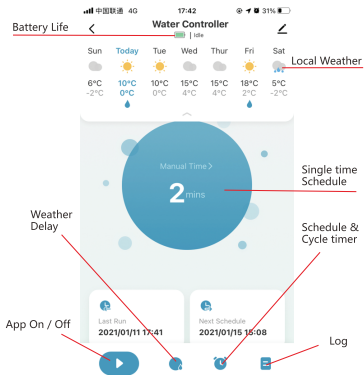 中国联通 4G 17:42 31%
Battery Life
Water Controller
Idle
Sun Today Tue Wed Thur Fri Sat
Local Weather
6°C 10°C 10°C 15°C 15°C 18°C 5°C
-2°C 0°C 0°C 4°C 4°C 2°C -2°C
Manual Time >
2 mins
Single time
Schedule
Weather
Delay
Schedule &
Cycle timer
Last Run
2021/01/11 17:41
Next Schedule
2021/01/15 15:08
App On / Off
Log